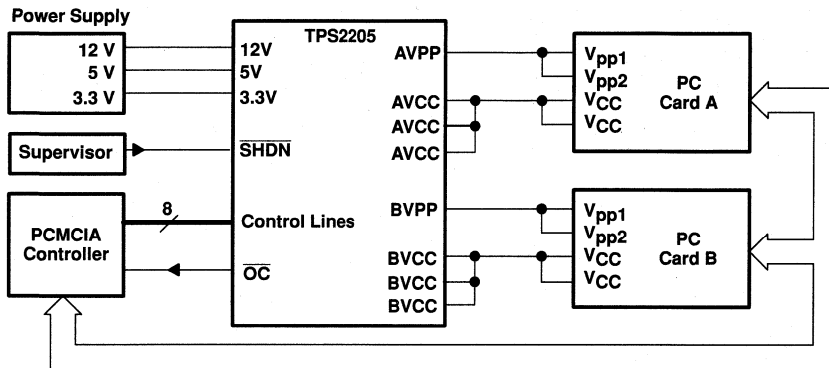 Power Supply
12 V
5 V
3.3 V
Supervisor
PCMCIA
Controller
8
TPS2205
12V
5V
3.3V
SHDN
Control Lines
OC
AVPP
AVCC
AVCC
AVCC
BVPP
BVCC
BVCC
BVCC
Vpp1
Vpp2
VCC
VCC
PC
Card A
Vpp1
Vpp2
VCC
VCC
PC
Card B